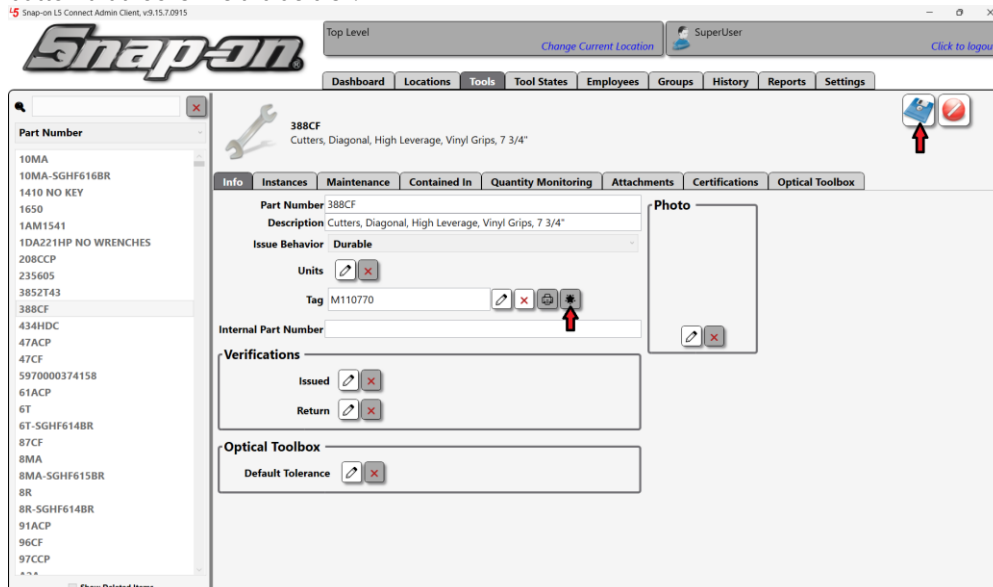 L5 Snap-on L5 Connect Admin Client, v:9.15.7.0915
Snap-on
Top Level
Change Current Location
SuperUser
Click to logou
Dashboard Locations Tools Tool States Employees Groups History Reports Settings
Part Number
10MA
10MA-SGHF616BR
1410 NO KEY
1650
1AM1541
1DA221HP NO WRENCHES
208CCP
235605
3852T43
388CF
434HDC
47ACP
47CF
5970000374158
61ACP
6T
6T-SGHF614BR
87CF
8MA
8MA-SGHF615BR
8R
8R-SGHF614BR
91ACP
96CF
97CCP
388CF
Cutters, Diagonal, High Leverage, Vinyl Grips, 7 3/4"
Info Instances Maintenance Contained In Quantity Monitoring Attachments Certifications Optical Toolbox
Part Number 388CF
Description Cutters, Diagonal, High Leverage, Vinyl Grips, 7 3/4"
Issue Behavior Durable
Units
Tag M110770
Internal Part Number
Photo
Verifications
Issued
Return
Optical Toolbox
Default Tolerance